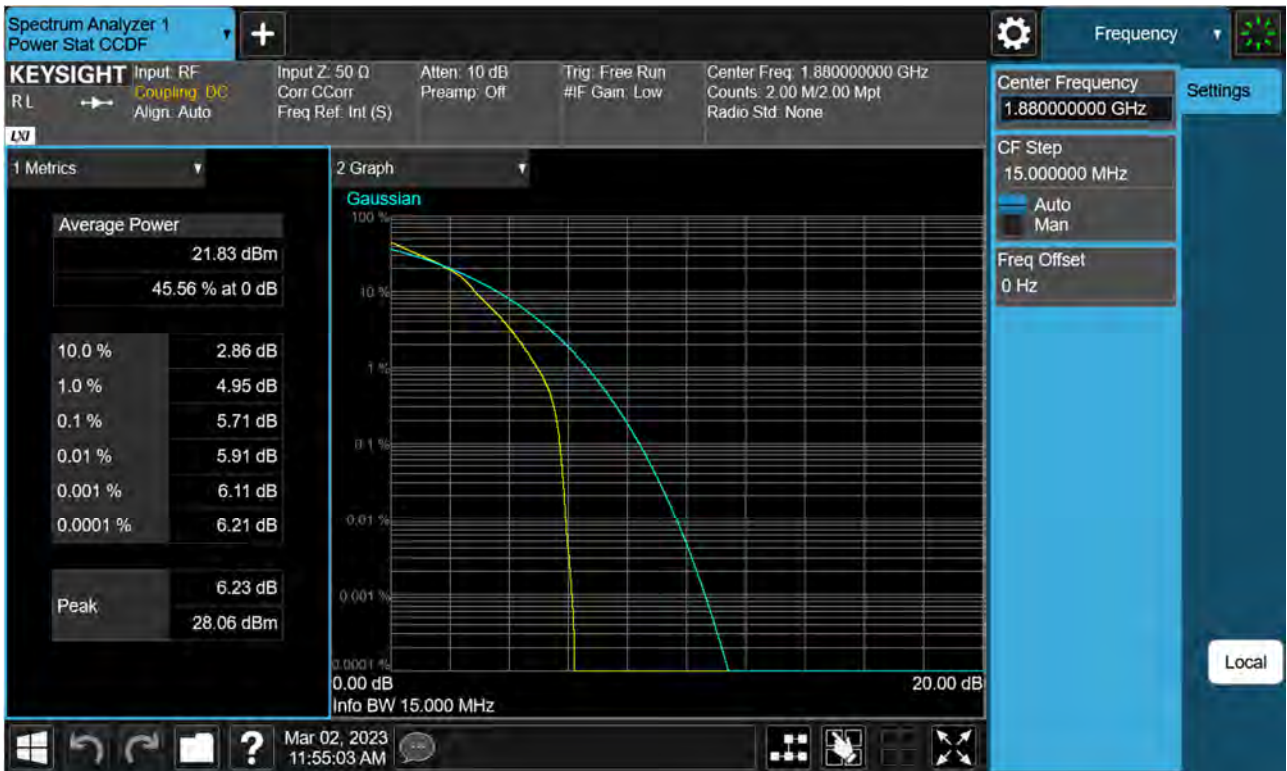 Spectrum Analyzer 1
Power Stat CCDF
+
Frequency
KEYSIGHT
RL
LXI
Input: RF
Coupling: DC
Align: Auto
Input Z: 50 Ω
Corr CCorr
Freq Ref: Int (S)
Atten: 10 dB
Preamp: Off
Trig: Free Run
#IF Gain: Low
Center Freq: 1.880000000 GHz
Counts: 2.00 M/2.00 Mpt
Radio Std: None
Center Frequency
1.880000000 GHz
Settings
CF Step
15.000000 MHz
Auto
Man
Freq Offset
0 Hz
1 Metrics
Average Power
21.83 dBm
45.56 % at 0 dB
10.0 % 2.86 dB
1.0 % 4.95 dB
0.1 % 5.71 dB
0.01 % 5.91 dB
0.001 % 6.11 dB
0.0001 % 6.21 dB
Peak
6.23 dB
28.06 dBm
2 Graph
Gaussian
100 %
10 %
1 %
0.1 %
0.01 %
0.001 %
0.0001 %
0.00 dB
20.00 dB
Info BW 15.000 MHz
Local
?
Mar 02, 2023
11:55:03 AM